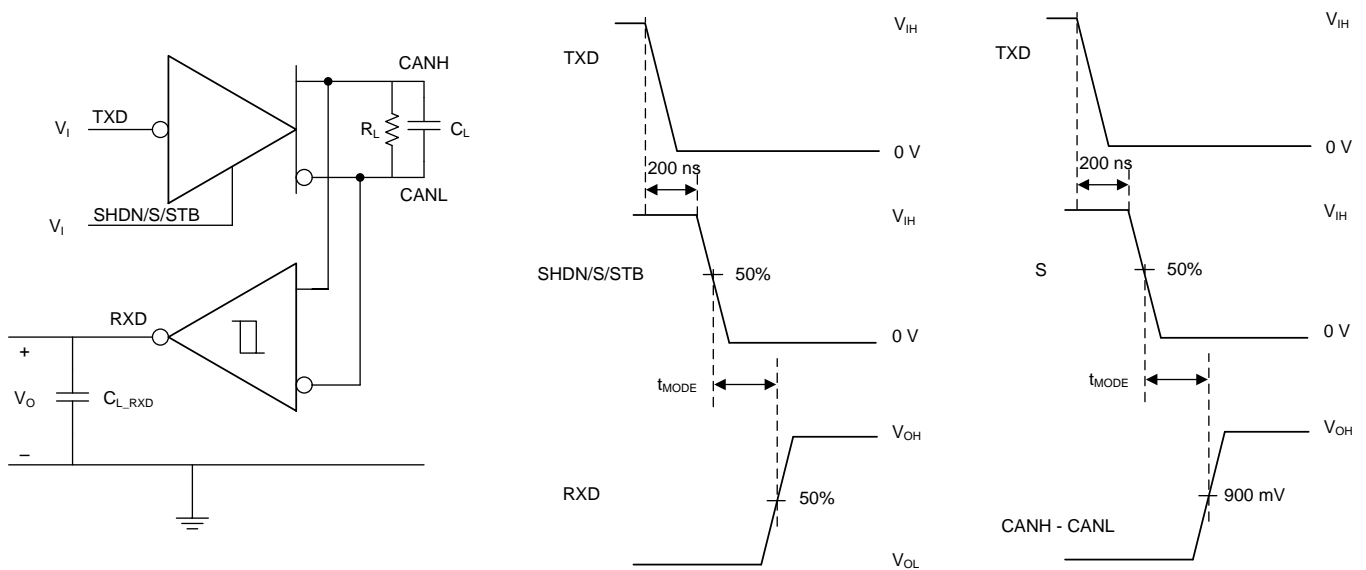 CANH
TXD
V_I
R_L
C_L
CANL
SHDN/S/STB
V_I
RXD
+
V_O
C_L_RXD
–
TXD
V_IH
0 V
200 ns
V_IH
SHDN/S/STB
50%
0 V
t_MODE
V_OH
RXD
50%
V_OL
TXD
V_IH
0 V
200 ns
V_IH
S
50%
0 V
t_MODE
V_OH
900 mV
CANH - CANL
V_OL